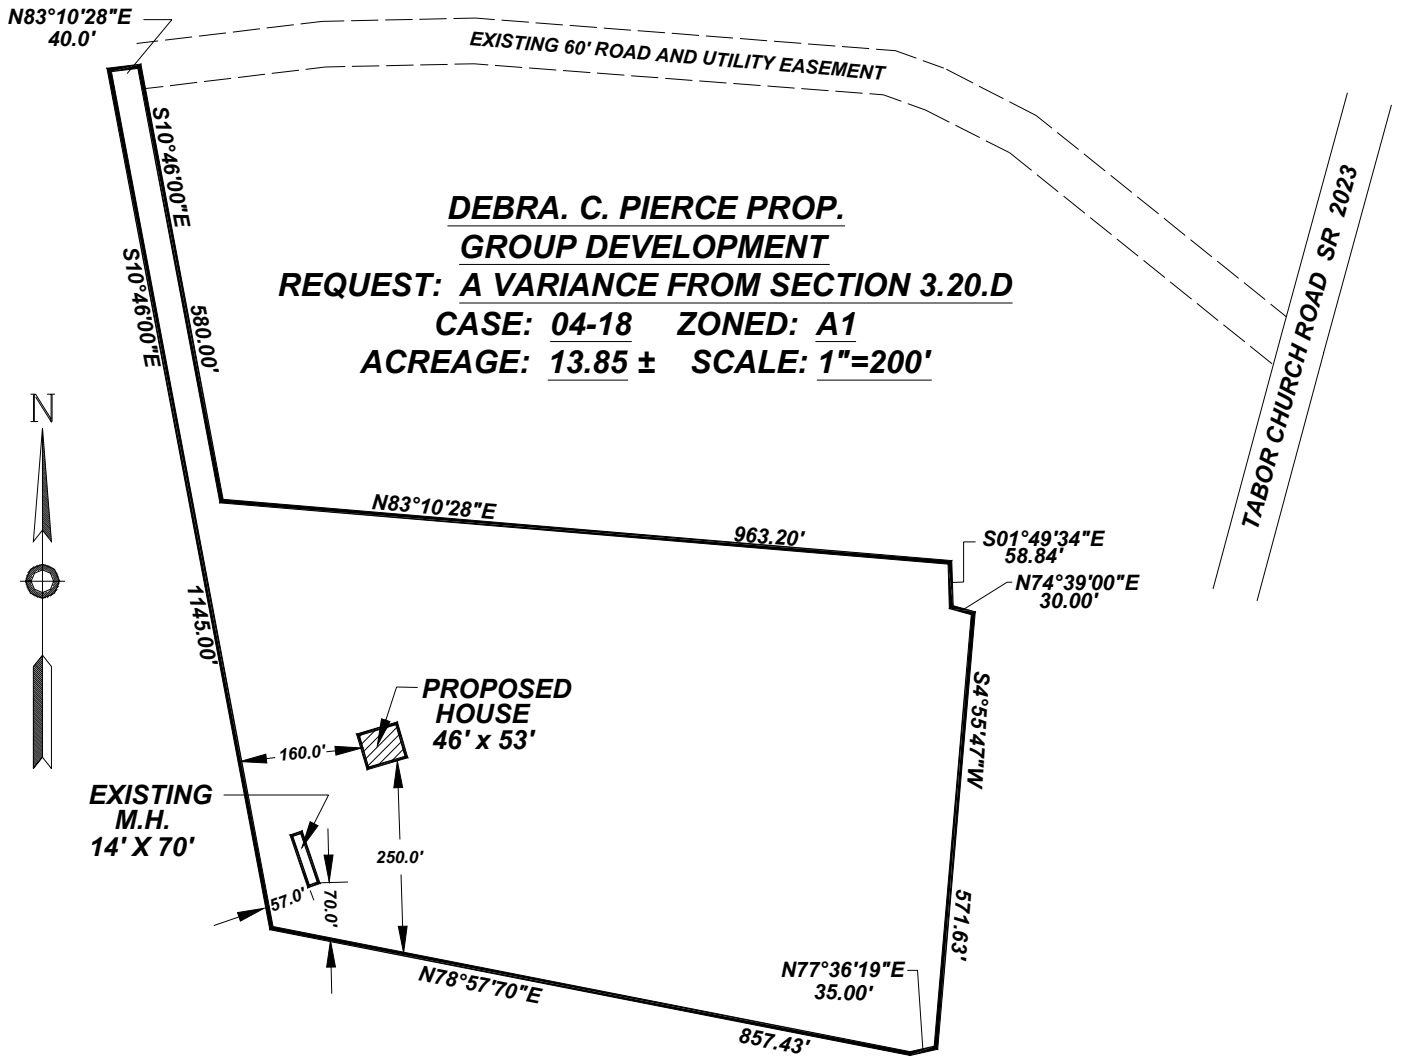 N83°10'28"E
40.0'
EXISTING 60' ROAD AND UTILITY EASEMENT
S10°46'00"E
580.00'
S10°46'00"E
1145.00'
DEBRA. C. PIERCE PROP.
GROUP DEVELOPMENT
REQUEST: A VARIANCE FROM SECTION 3.20.D
CASE: 04-18 ZONED: A1
ACREAGE: 13.85 ± SCALE: 1"=200'
TABOR CHURCH ROAD SR 2023
N
N83°10'28"E
963.20'
S01°49'34"E
58.84'
N74°39'00"E
30.00'
PROPOSED
HOUSE
46' x 53'
160.0'
S4°55'47"W
571.63'
EXISTING
M.H.
14' X 70'
250.0'
57.0'
70.0'
N78°57'70"E
857.43'
N77°36'19"E
35.00'